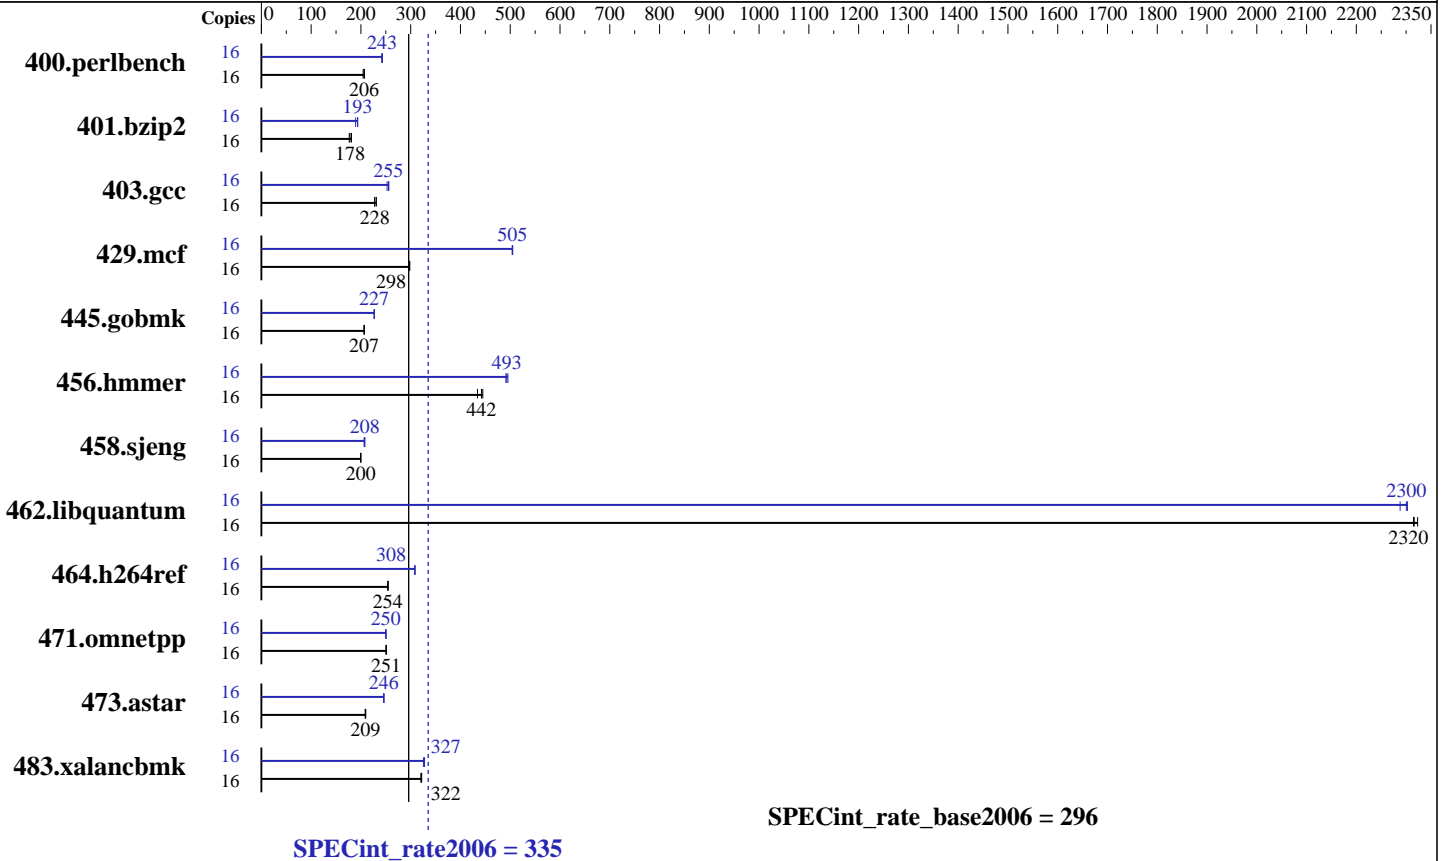 Copies 0 100 200 300 400 500 600 700 800 900 1000 1100 1200 1300 1400 1500 1600 1700 1800 1900 2000 2100 2200 2350
400.perlbench 16 243
16 206
401.bzip2 16 193
16 178
403.gcc 16 255
16 228
429.mcf 16 505
16 298
445.gobmk 16 227
16 207
456.hmmer 16 493
16 442
458.sjeng 16 208
16 200
462.libquantum 16 2300
16 2320
464.h264ref 16 308
16 254
471.omnetpp 16 250
16 251
473.astar 16 246
16 209
483.xalancbmk 16 327
16 322
SPECint_rate_base2006 = 296
SPECint_rate2006 = 335